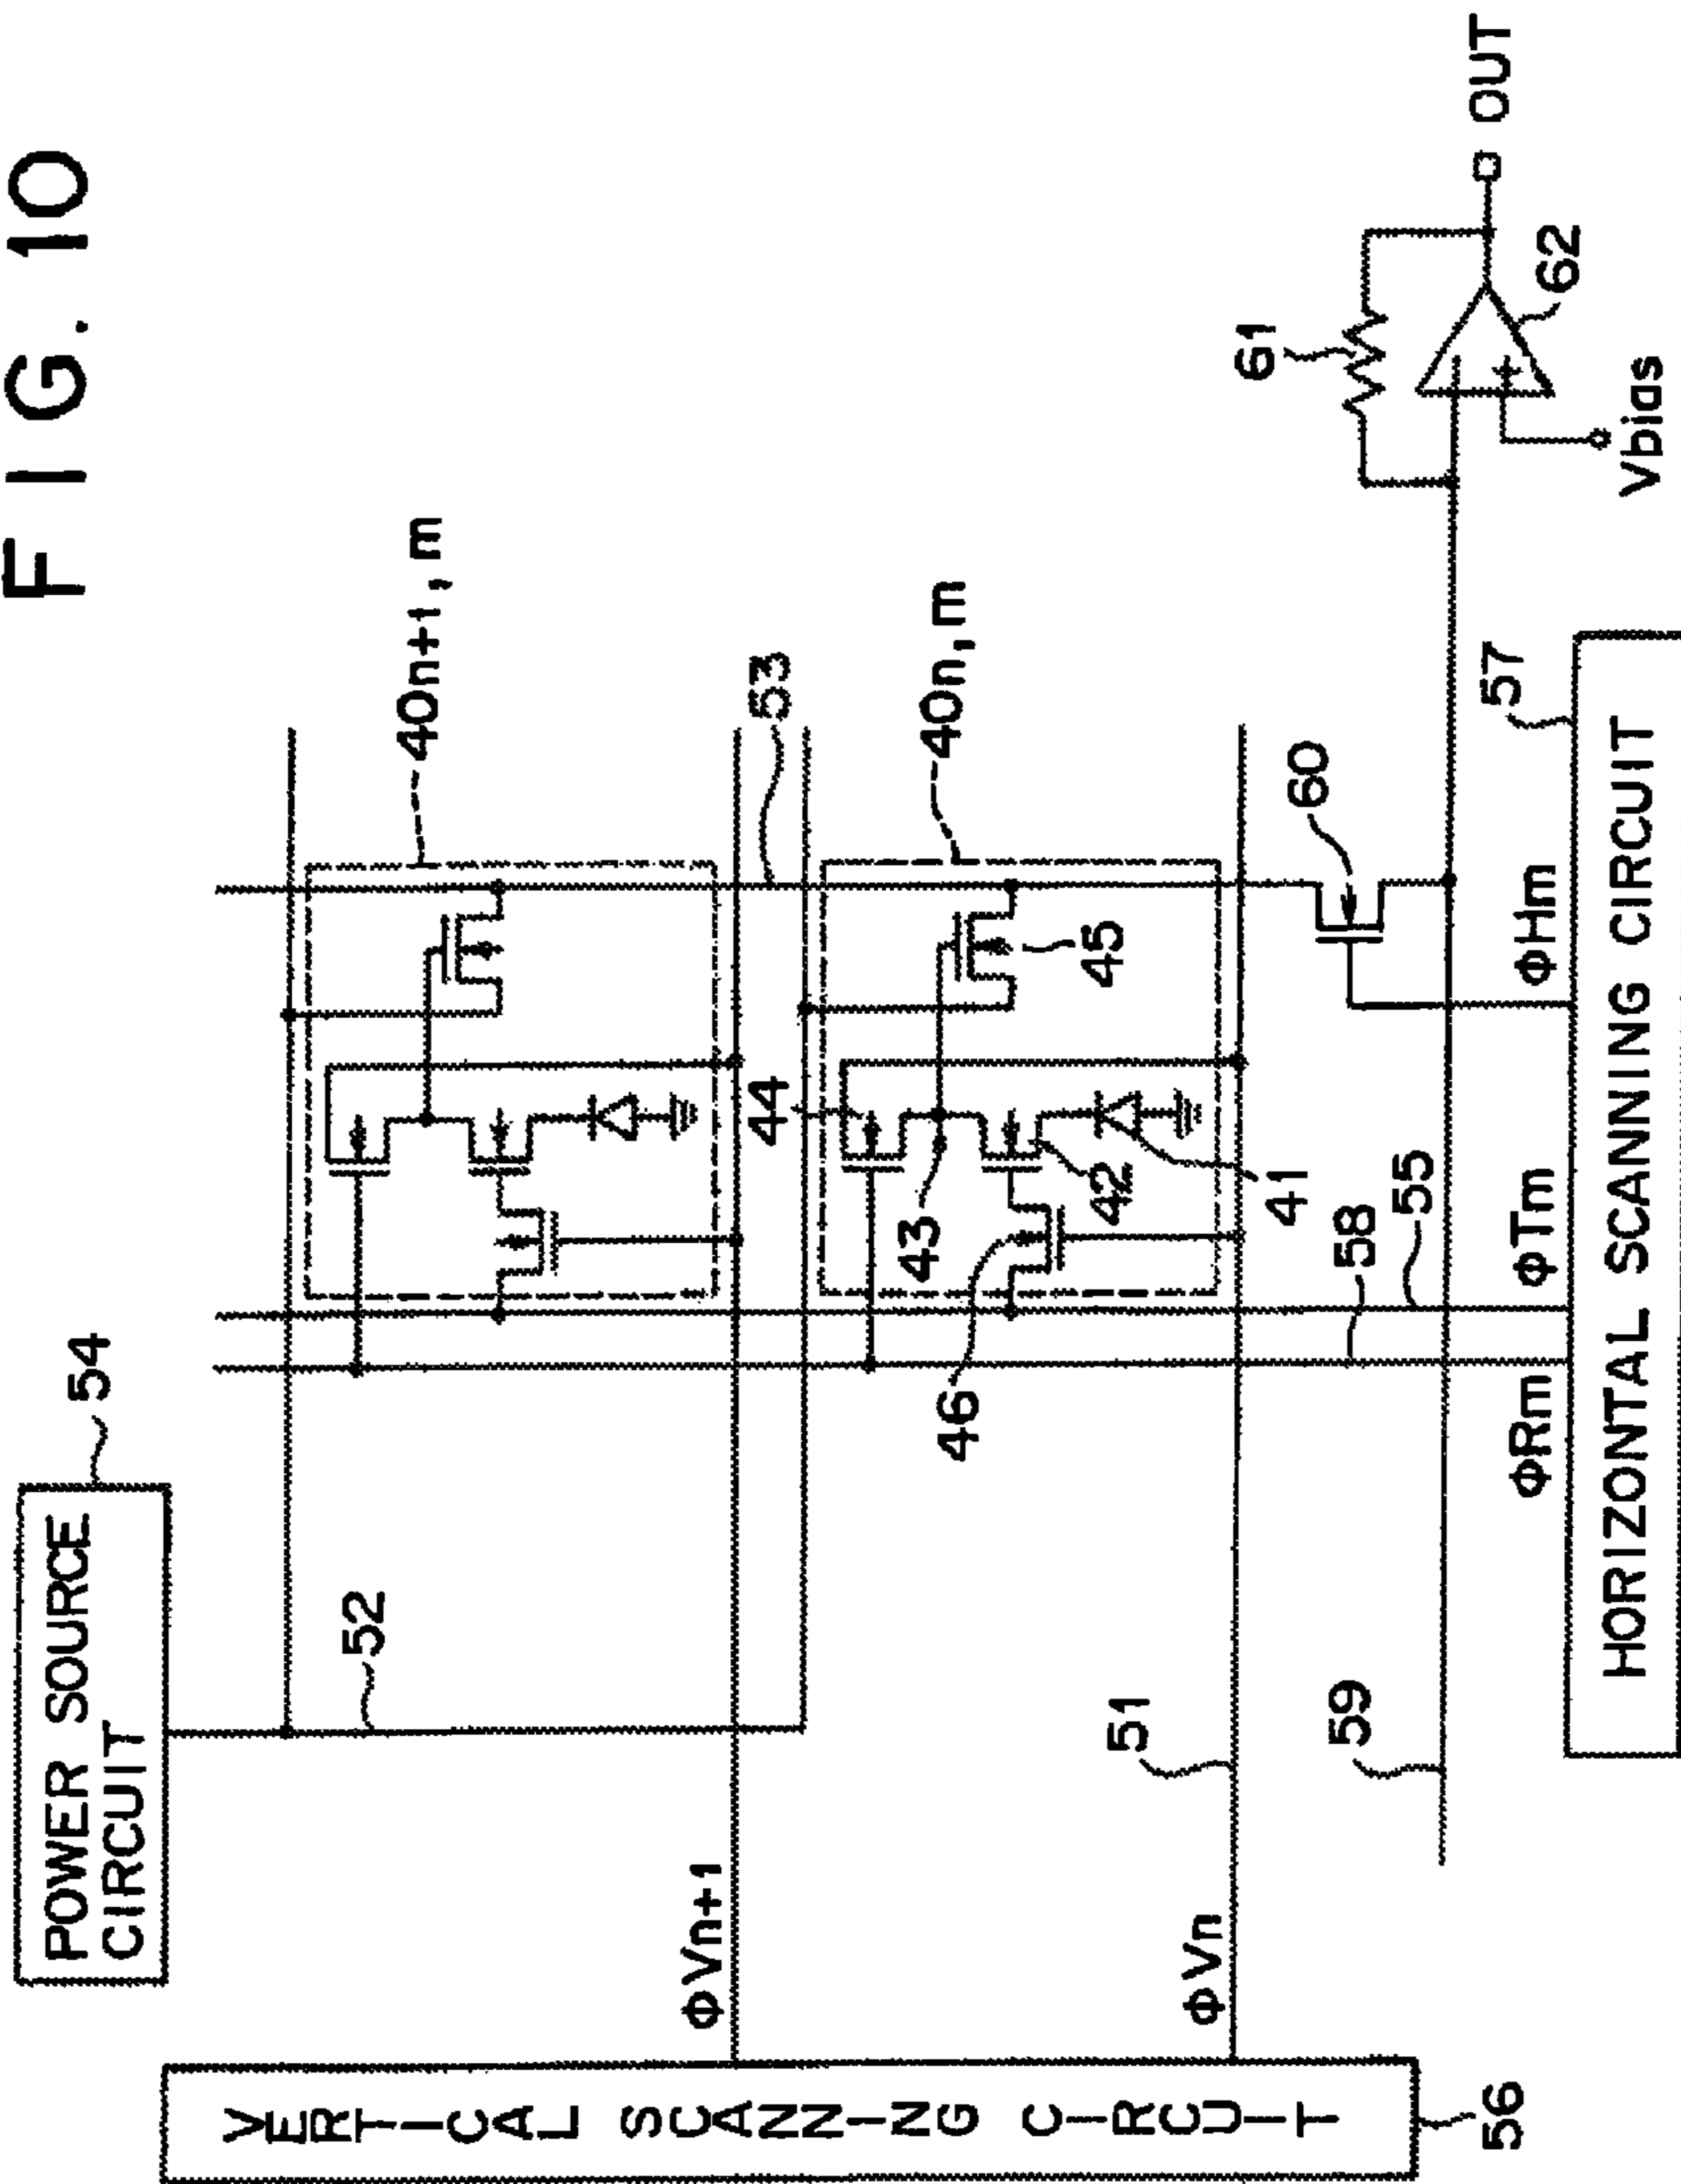 FIG. 10
POWER SOURCE
CIRCUIT
54
52
40n+1, m
53
ΦVn+1
44
40n, m
43
45
46
42
41
51
ΦVn
58
55
60
61
62
OUT
Vbias
59
ΦRm
ΦTm
ΦHm
57
HORIZONTAL SCANNING CIRCUIT
VERTICAL SCANNING CIRCUIT
56